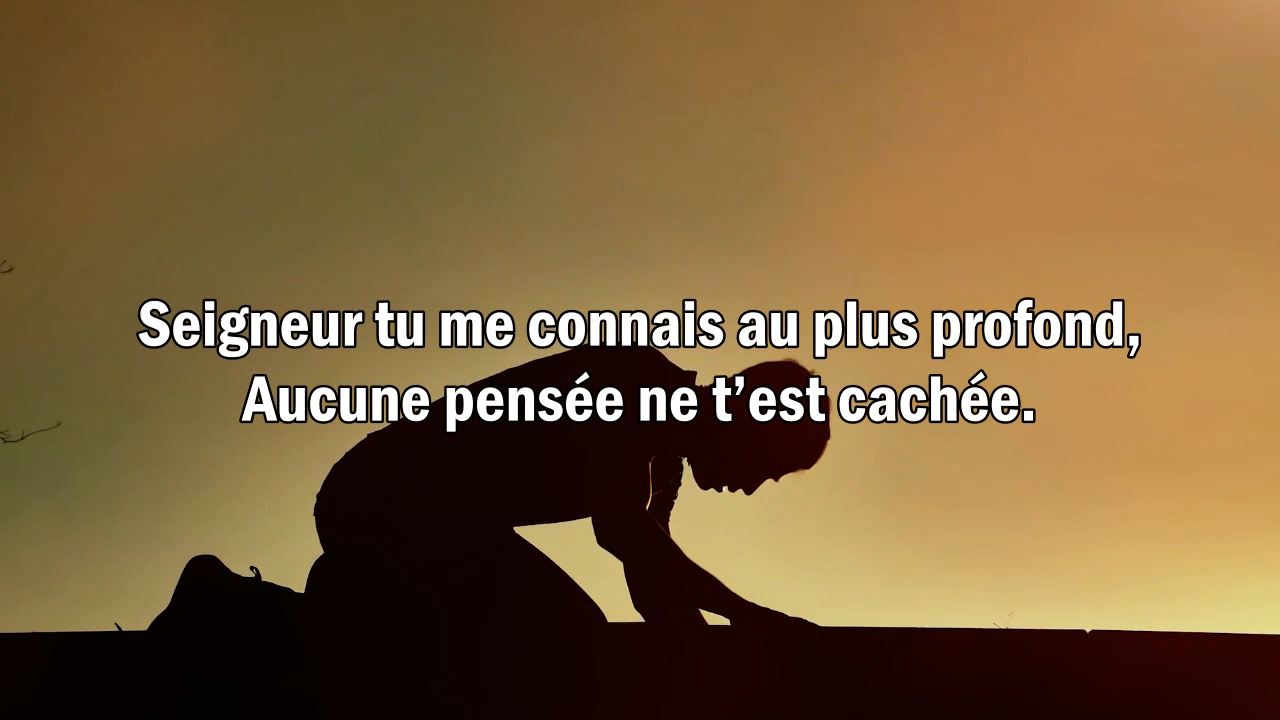 Seigneur tu me connais au plus profond,
Aucune pensée ne t’est cachée.